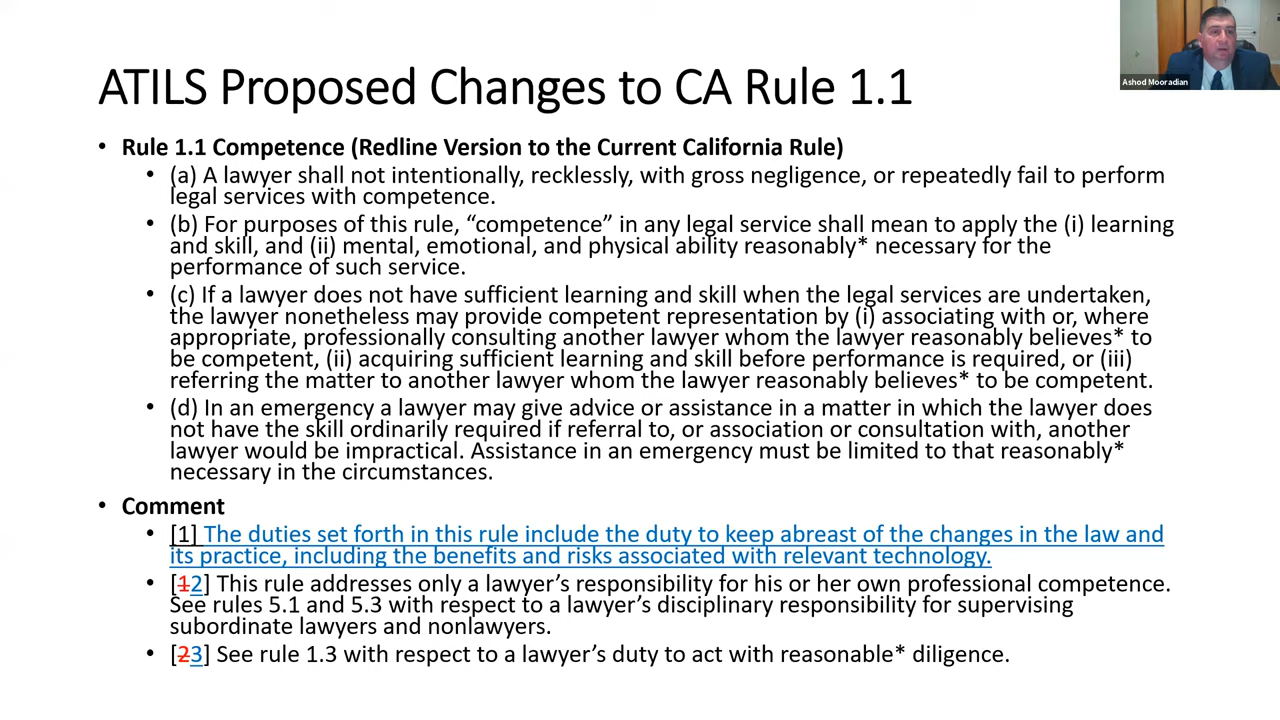 ATILS Proposed Changes to CA Rule 1.1
Ashod Mooradian
• Rule 1.1 Competence (Redline Version to the Current California Rule)
• (a) A lawyer shall not intentionally, recklessly, with gross negligence, or repeatedly fail to perform
legal services with competence.
• (b) For purposes of this rule, “competence” in any legal service shall mean to apply the (i) learning
and skill, and (ii) mental, emotional, and physical ability reasonably* necessary for the
performance of such service.
• (c) If a lawyer does not have sufficient learning and skill when the legal services are undertaken,
the lawyer nonetheless may provide competent representation by (i) associating with or, where
appropriate, professionally consulting another lawyer whom the lawyer reasonably believes* to
be competent, (ii) acquiring sufficient learning and skill before performance is required, or (iii)
referring the matter to another lawyer whom the lawyer reasonably believes* to be competent.
• (d) In an emergency a lawyer may give advice or assistance in a matter in which the lawyer does
not have the skill ordinarily required if referral to, or association or consultation with, another
lawyer would be impractical. Assistance in an emergency must be limited to that reasonably*
necessary in the circumstances.
• Comment
• [1] The duties set forth in this rule include the duty to keep abreast of the changes in the law and
its practice, including the benefits and risks associated with relevant technology.
• [12] This rule addresses only a lawyer’s responsibility for his or her own professional competence.
See rules 5.1 and 5.3 with respect to a lawyer’s disciplinary responsibility for supervising
subordinate lawyers and nonlawyers.
• [23] See rule 1.3 with respect to a lawyer’s duty to act with reasonable* diligence.